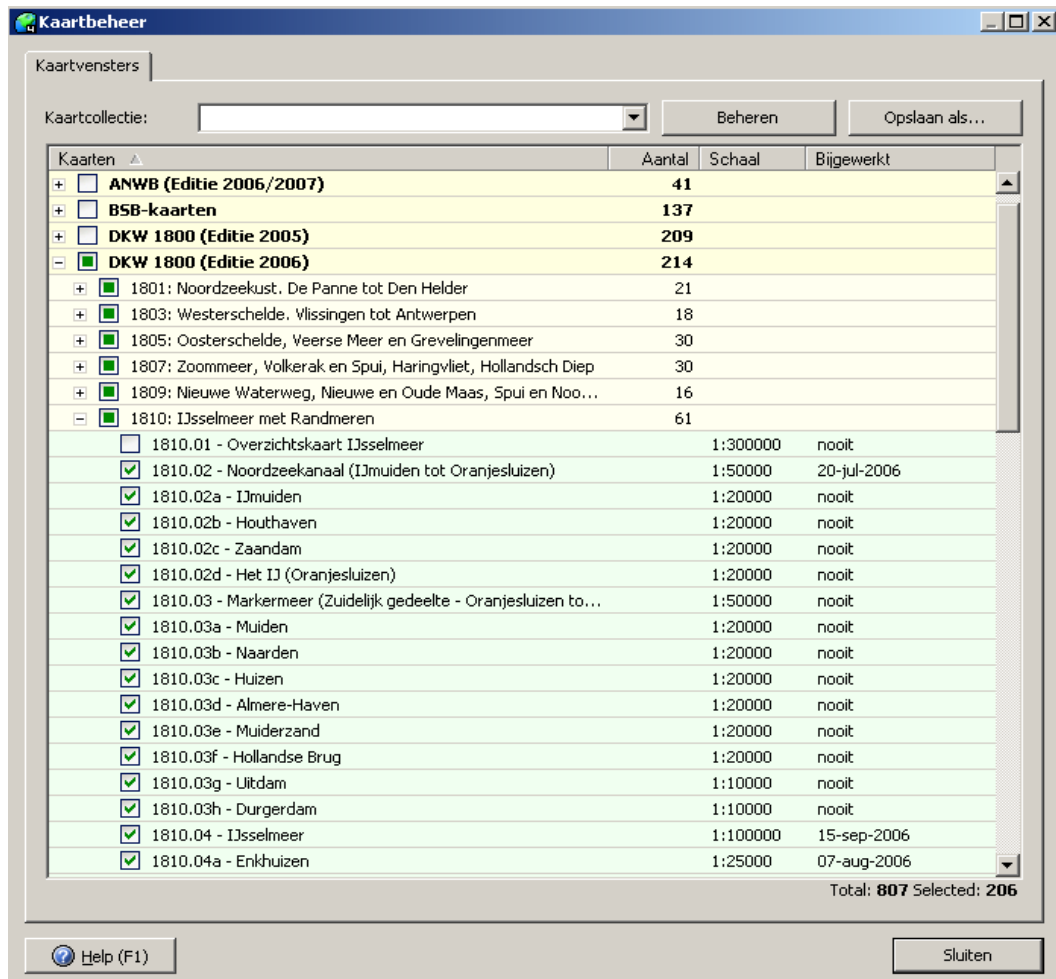 Kaartbeheer
Kaartvensters
Kaartcollectie: Beheren Opslaan als...
Kaarten Aantal Schaal Bijgewerkt
ANWB (Editie 2006/2007) 41
BSB-kaarten 137
DKW 1800 (Editie 2005) 209
DKW 1800 (Editie 2006) 214
1801: Noordzeekust. De Panne tot Den Helder 21
1803: Westerschelde. Vlissingen tot Antwerpen 18
1805: Oosterschelde, Veerse Meer en Grevelingenmeer 30
1807: Zoommeer, Volkerak en Spui, Haringvliet, Hollandsch Diep 30
1809: Nieuwe Waterweg, Nieuwe en Oude Maas, Spui en Noo... 16
1810: IJsselmeer met Randmeren 61
1810.01 - Overzichtskaart IJsselmeer 1:300000 nooit
1810.02 - Noordzeekanaal (IJmuiden tot Oranjesluizen) 1:50000 20-jul-2006
1810.02a - IJmuiden 1:20000 nooit
1810.02b - Houthaven 1:20000 nooit
1810.02c - Zaandam 1:20000 nooit
1810.02d - Het IJ (Oranjesluizen) 1:20000 nooit
1810.03 - Markermeer (Zuidelijk gedeelte - Oranjesluizen to... 1:50000 nooit
1810.03a - Muiden 1:20000 nooit
1810.03b - Naarden 1:20000 nooit
1810.03c - Huizen 1:20000 nooit
1810.03d - Almere-Haven 1:20000 nooit
1810.03e - Muiderzand 1:20000 nooit
1810.03f - Hollandse Brug 1:20000 nooit
1810.03g - Uitdam 1:10000 nooit
1810.03h - Durgerdam 1:10000 nooit
1810.04 - IJsselmeer 1:100000 15-sep-2006
1810.04a - Enkhuizen 1:25000 07-aug-2006
Total: 807 Selected: 206
Help (F1) Sluiten